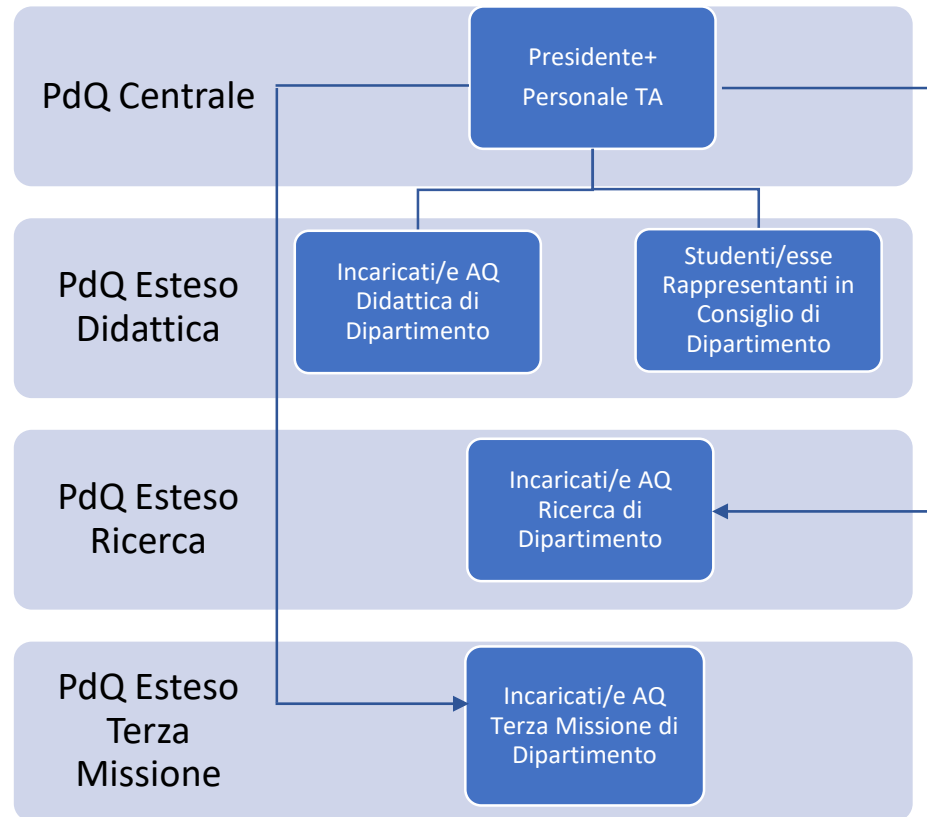 PdQ Centrale
Presidente+
Personale TA
PdQ Esteso
Didattica
Incaricati/e AQ
Didattica di
Dipartimento
Studenti/esse
Rappresentanti in
Consiglio di
Dipartimento
PdQ Esteso
Ricerca
Incaricati/e AQ
Ricerca di
Dipartimento
PdQ Esteso
Terza
Missione
Incaricati/e AQ
Terza Missione di
Dipartimento